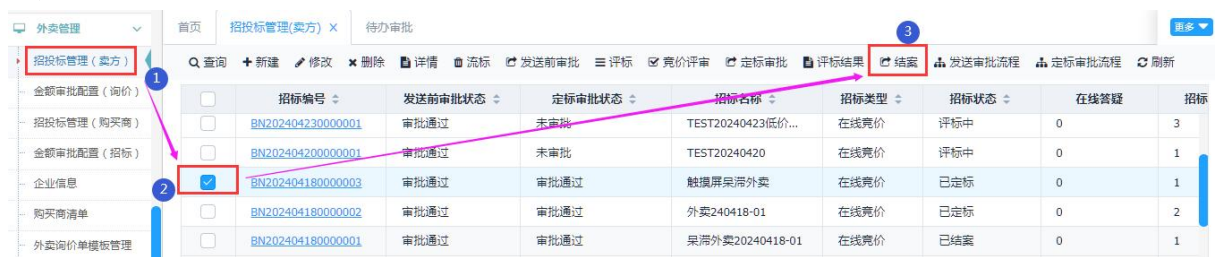 外卖管理
首页 招投标管理(卖方) × 待办审批
更多
3
招投标管理（卖方）
查询 新建 修改 删除 详情 流标 发送前审批 评标 竞价评审 定标审批 评标结果 结案 发送审批流程 定标审批流程 刷新
1
金额审批配置（询价）
招标编号 发送前审批状态 定标审批状态 招标名称 招标类型 招标状态 在线答疑 招标
招投标管理（购买商）
BN202404230000001 审批通过 未审批 TEST20240423低价... 在线竞价 评标中 0 3
金额审批配置（招标）
BN202404200000001 审批通过 未审批 TEST20240420 在线竞价 评标中 0 1
企业信息
2
BN202404180000003 审批通过 审批通过 触摸屏呆滞外卖 在线竞价 已定标 0 1
购买商清单
BN202404180000002 审批通过 审批通过 外卖240418-01 在线竞价 已定标 0 2
外卖询价单模板管理
BN202404180000001 审批通过 审批通过 呆滞外卖20240418-01 在线竞价 已结案 0 1